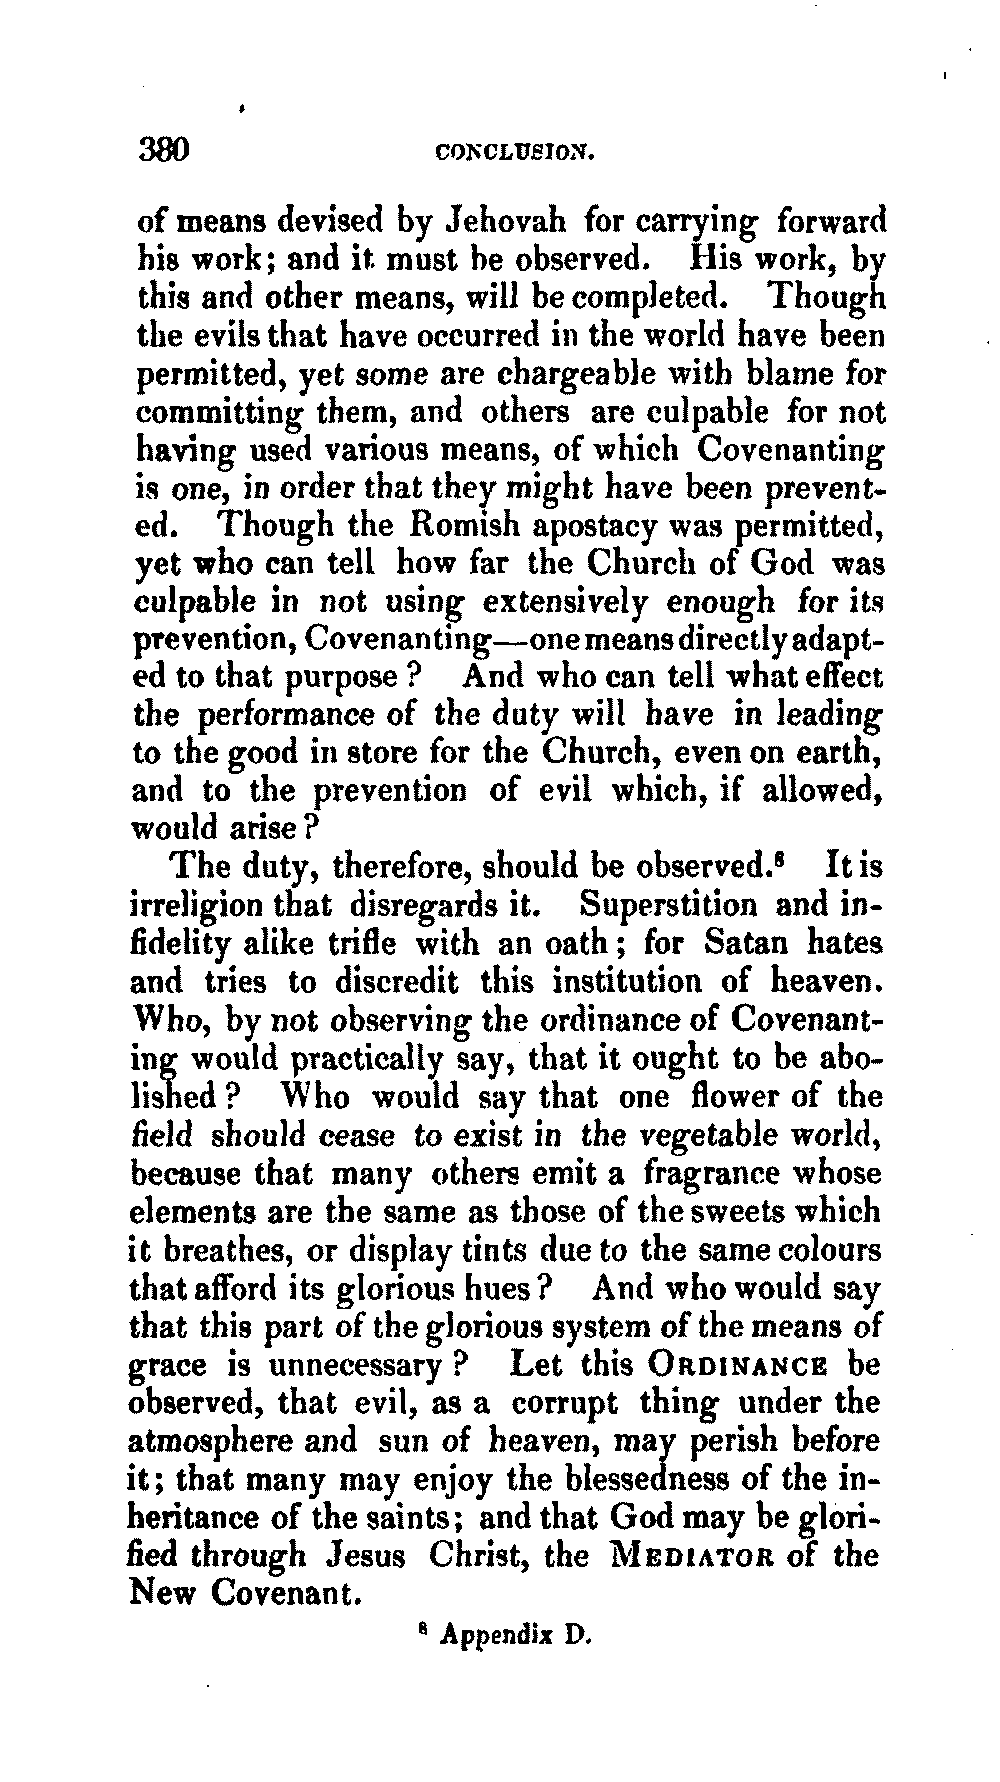 380 CONCLUSION.
of means devised by Jehovah for carrying forward
his work; and it must be observed. His work, by
this and other means, will be completed. Though
the evils that have occurred in the world have been
permitted, yet some are chargeable with blame for
committing them, and others are culpable for not
having used various means, of which Covenanting
is one, in order that they might have been prevent-
ed. Though the Romish apostacy was permitted,
yet who can tell how far the Church of God was
culpable in not using extensively enough for its
prevention, Covenanting—one means directly adapt-
ed to that purpose? And who can tell what effect
the performance of the duty will have in leading
to the good in store for the Church, even on earth,
and to the prevention of evil which, if allowed,
would arise?
The duty, therefore, should be observed.⁸ It is
irreligion that disregards it. Superstition and in-
fidelity alike trifle with an oath; for Satan hates
and tries to discredit this institution of heaven.
Who, by not observing the ordinance of Covenant-
ing would practically say, that it ought to be abo-
lished? Who would say that one flower of the
field should cease to exist in the vegetable world,
because that many others emit a fragrance whose
elements are the same as those of the sweets which
it breathes, or display tints due to the same colours
that afford its glorious hues? And who would say
that this part of the glorious system of the means of
grace is unnecessary? Let this ORDINANCE be
observed, that evil, as a corrupt thing under the
atmosphere and sun of heaven, may perish before
it; that many may enjoy the blessedness of the in-
heritance of the saints; and that God may be glori-
fied through Jesus Christ, the MEDIATOR of the
New Covenant.
⁸ Appendix D.